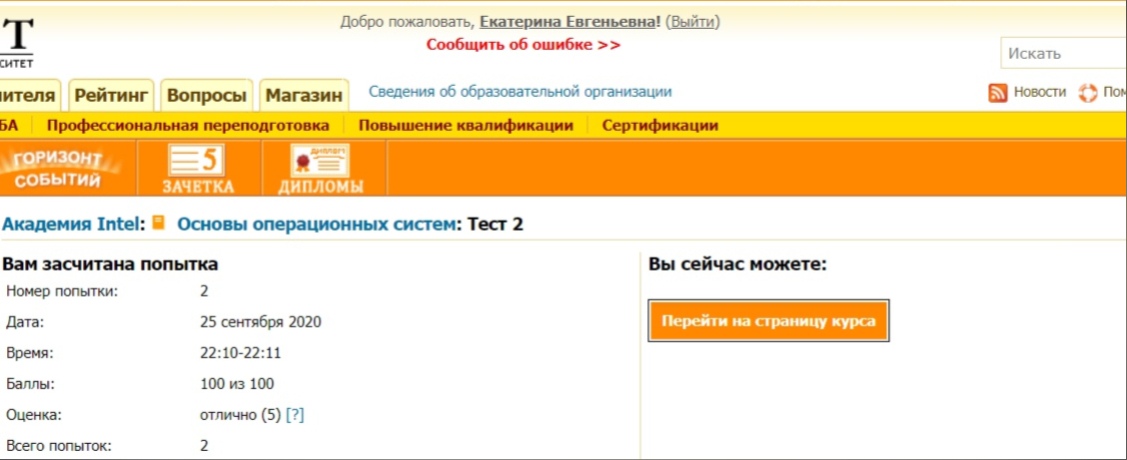 Добро пожаловать, Екатерина Евгеньевна! (Выйти)
Т
Сообщить об ошибке >>
СИТЕТ
Искать
ителя Рейтинг Вопросы Магазин Сведения об образовательной организации Новости Пом
БА Профессиональная переподготовка Повышение квалификации Сертификации
ГОРИЗОНТ СОБЫТИЙ
5 ЗАЧЕТКА
ДИПЛОМ ДИПЛОМЫ
Академия Intel: Основы операционных систем: Тест 2
Вам засчитана попытка
Номер попытки: 2
Дата: 25 сентября 2020
Время: 22:10-22:11
Баллы: 100 из 100
Оценка: отлично (5) [?]
Всего попыток: 2
Вы сейчас можете:
Перейти на страницу курса